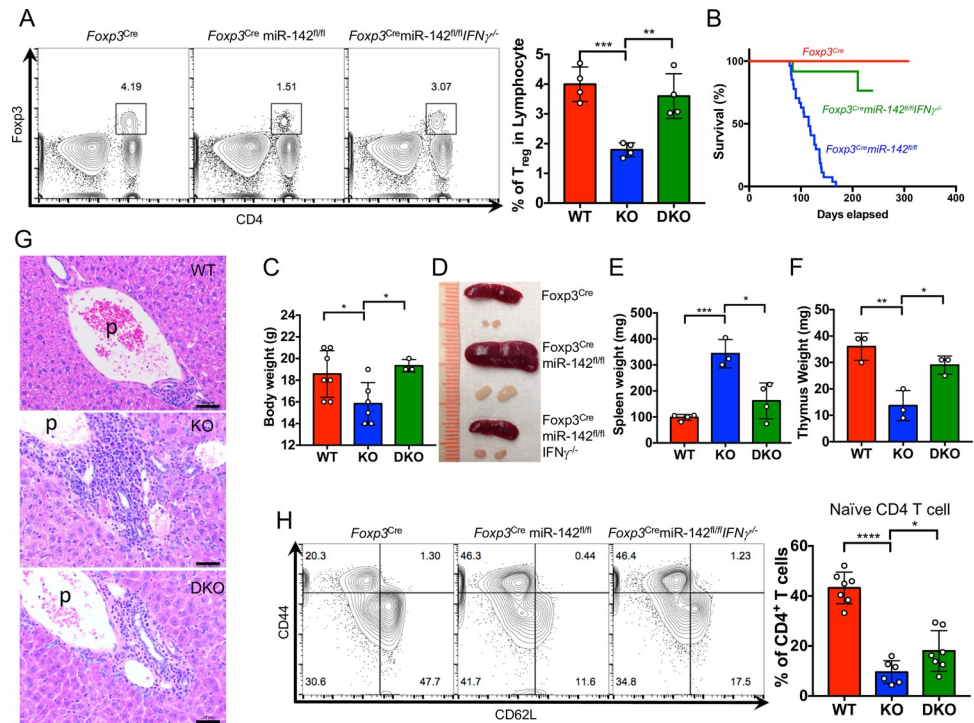 A
Foxp3Cre
Foxp3Cre miR-142fl/fl
Foxp3CremiR-142fl/flIFNγ-/-
4.19
1.51
3.07
Foxp3
CD4
***
**
% of Treg in Lymphocyte
6
5
4
3
2
1
0
WT
KO
DKO
B
Survival (%)
100
50
0
0
100
200
300
400
Days elapsed
Foxp3Cre
Foxp3CremiR-142fl/flIFNγ-/-
Foxp3CremiR-142fl/fl
G
WT
p
KO
p
DKO
p
C
Body weight (g)
24
22
20
18
16
14
12
*
*
WT
KO
DKO
D
Foxp3Cre
Foxp3Cre
miR-142fl/fl
Foxp3Cre
miR-142fl/fl
IFNγ-/-
E
Spleen weight (mg)
500
400
300
200
100
0
***
*
WT
KO
DKO
F
Thymus Weight (mg)
50
40
30
20
10
0
**
*
WT
KO
DKO
H
Foxp3Cre
Foxp3Cre miR-142fl/fl
Foxp3CremiR-142fl/flIFNγ-/-
20.3
1.30
46.3
0.44
46.4
1.23
30.6
47.7
41.7
11.6
34.8
17.5
CD44
CD62L
Naïve CD4 T cell
% of CD4+ T cells
60
40
20
0
****
*
WT
KO
DKO